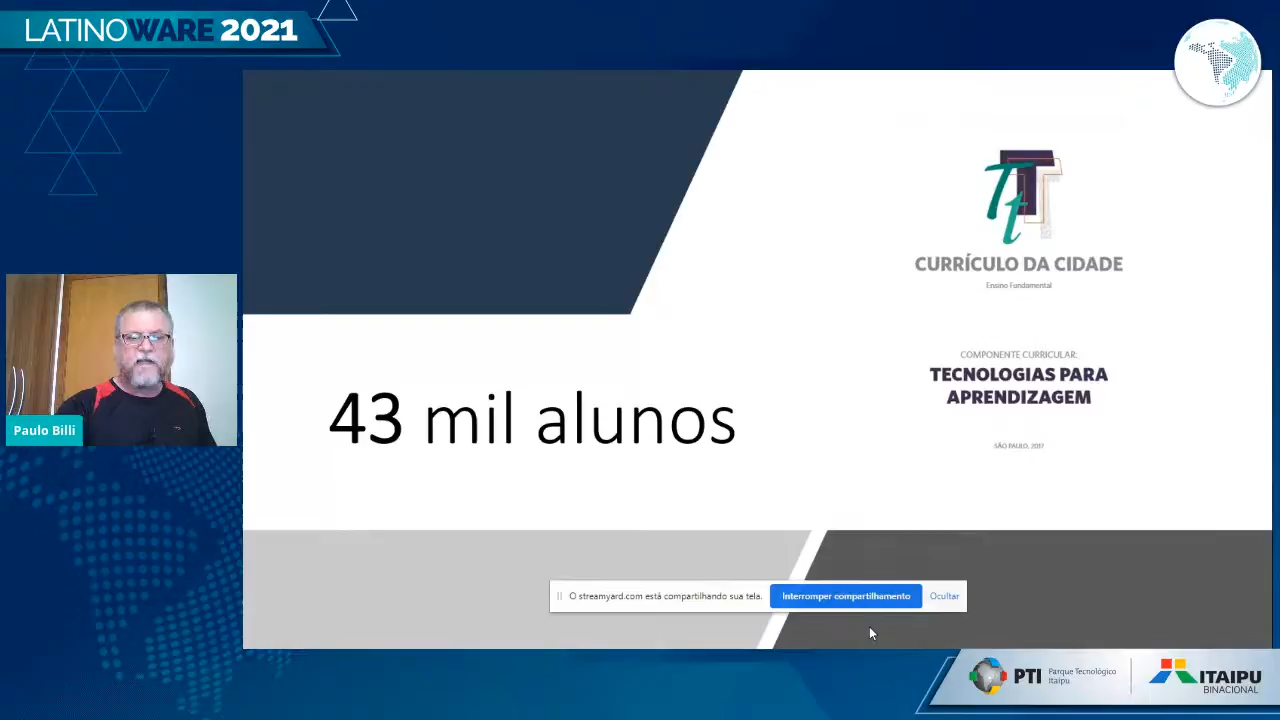 LATINOWARE 2021
CURRÍCULO DA CIDADE
Ensino Fundamental
COMPONENTE CURRICULAR:
TECNOLOGIAS PARA
APRENDIZAGEM
SÃO PAULO, 2017
43 mil alunos
Paulo Billi
O streamyard.com está compartilhando sua tela.
Interromper compartilhamento
Ocultar
PTI
Parque Tecnológico
Itaipu
ITAIPU
BINACIONAL